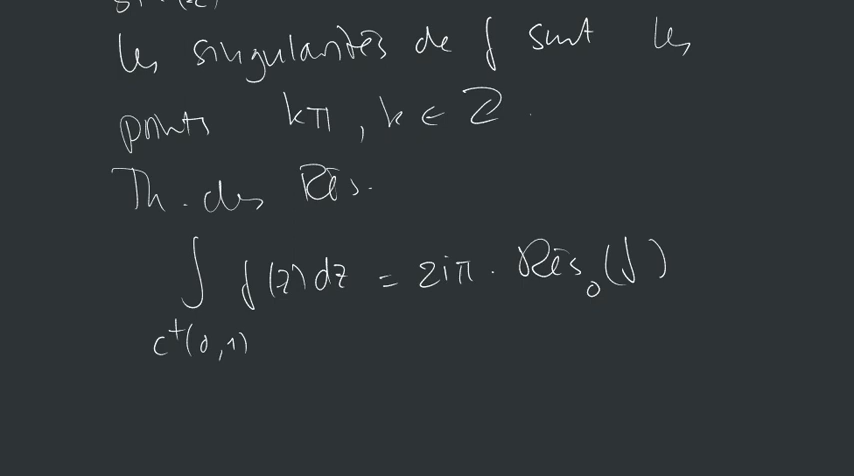 les singularités de f sont les
points kπ, k ∈ Z.
Th. des Rés.
∫ f(z)dz = 2iπ. Rés₀(f)
C⁺(0,1)